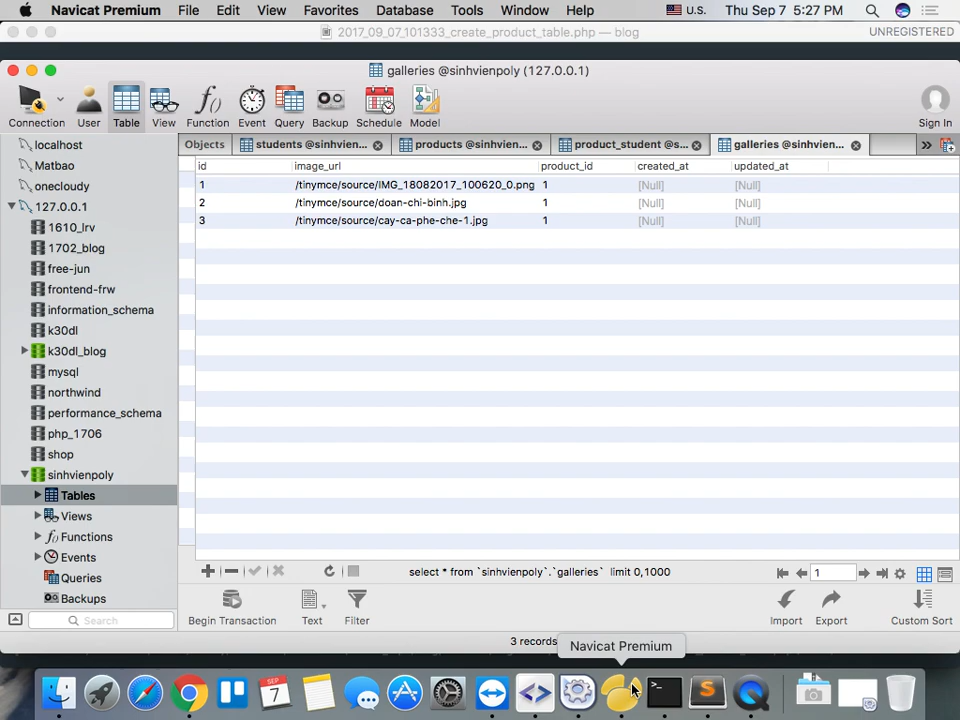 Navicat Premium File Edit View Favorites Database Tools Window Help U.S. Thu Sep 7 5:27 PM
2017_09_07_101333_create_product_table.php — blog UNREGISTERED
galleries @sinhvienpoly (127.0.0.1)
Connection User Table View Function Event Query Backup Schedule Model Sign In
Objects students @sinhvien... products @sinhvien... product_student @s... galleries @sinhvien... »
id image_url product_id created_at updated_at
1 /tinymce/source/IMG_18082017_100620_0.png 1 [Null] [Null]
2 /tinymce/source/doan-chi-binh.jpg 1 [Null] [Null]
3 /tinymce/source/cay-ca-phe-che-1.jpg 1 [Null] [Null]
localhost
Matbao
onecloudy
127.0.0.1
1610_lrv
1702_blog
free-jun
frontend-frw
information_schema
k30dl
k30dl_blog
mysql
northwind
performance_schema
php_1706
shop
sinhvienpoly
Tables
Views
Functions
Events
Queries
Backups
Search
select * from `sinhvienpoly`.`galleries` limit 0,1000 1
Begin Transaction Text Filter Import Export Custom Sort
3 records
Navicat Premium
SEP
7